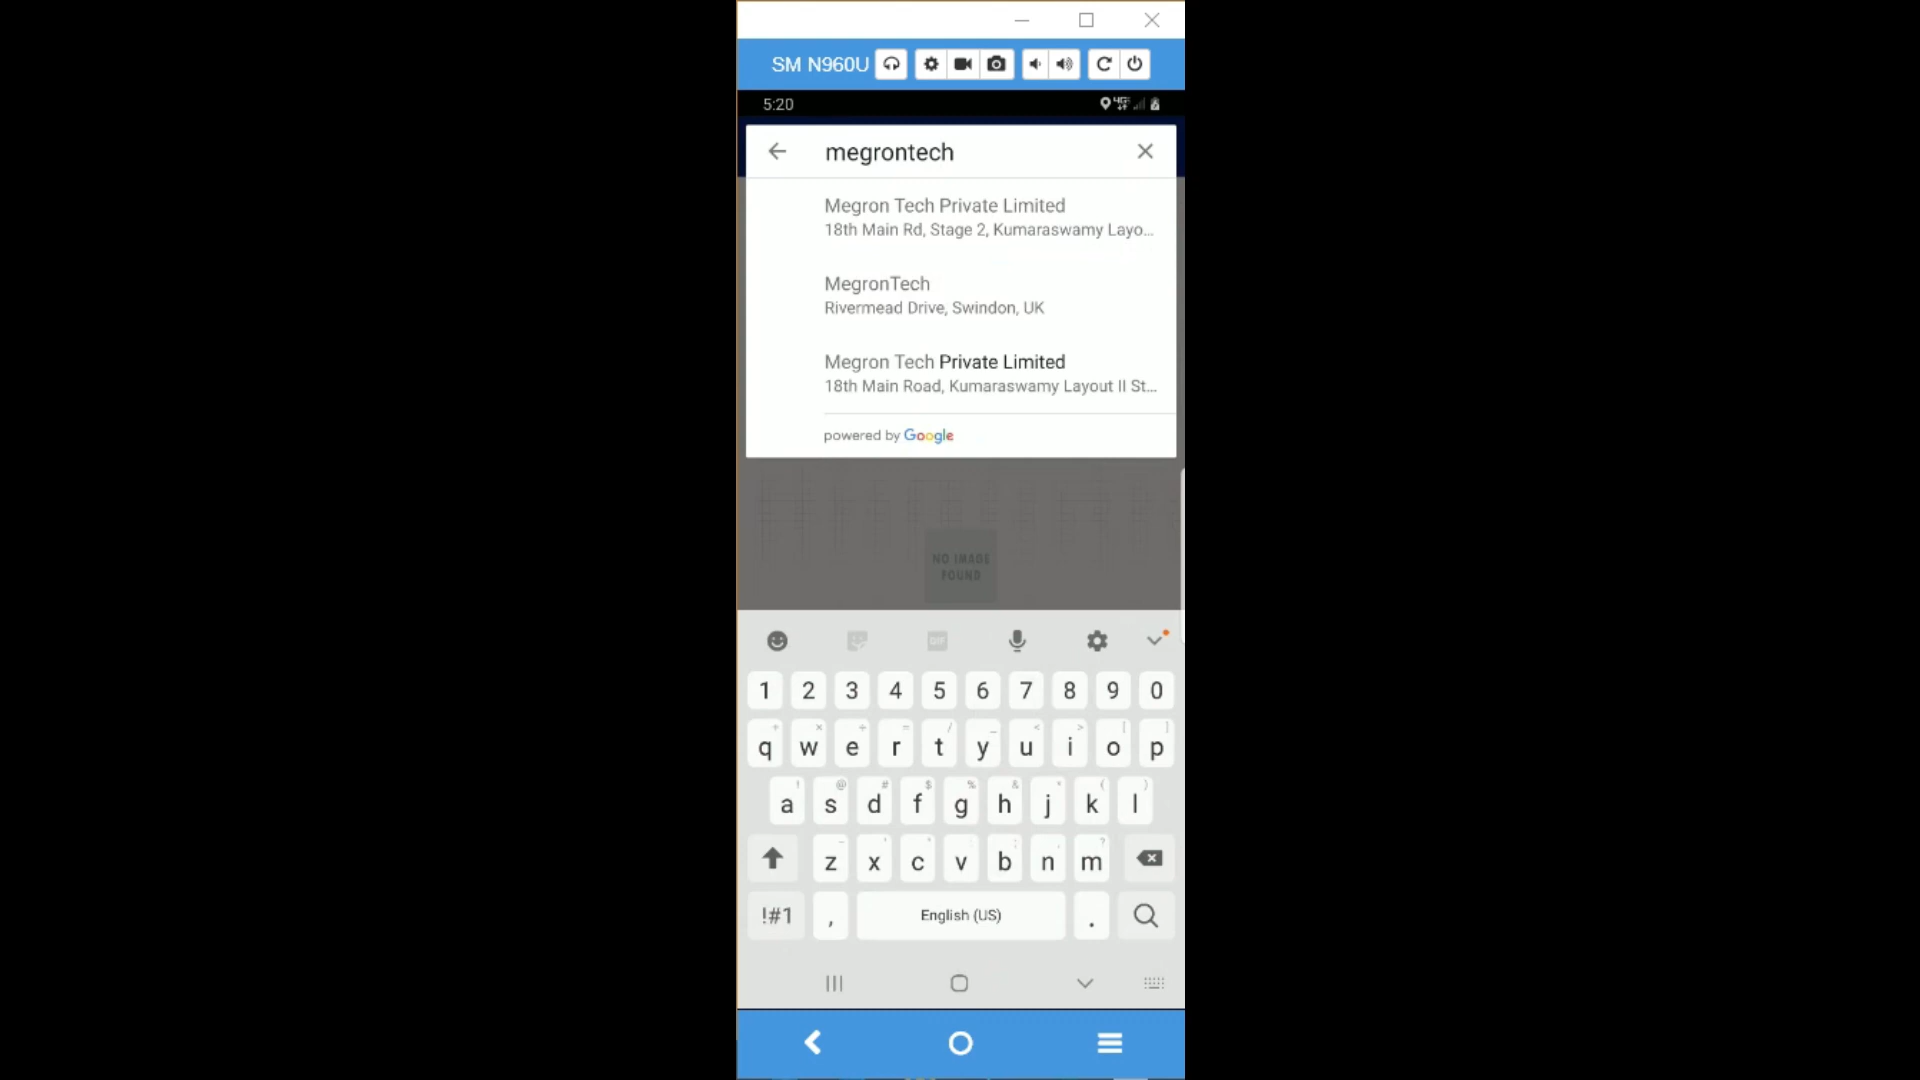 SM N960U
5:20
megrontech
Megron Tech Private Limited
18th Main Rd, Stage 2, Kumaraswamy Layo...
MegronTech
Rivermead Drive, Swindon, UK
Megron Tech Private Limited
18th Main Road, Kumaraswamy Layout II St...
powered by Google
NO IMAGE
FOUND
GIF
1 2 3 4 5 6 7 8 9 0
q w e r t y u i o p
a s d f g h j k l
z x c v b n m
!#1 , English (US) .